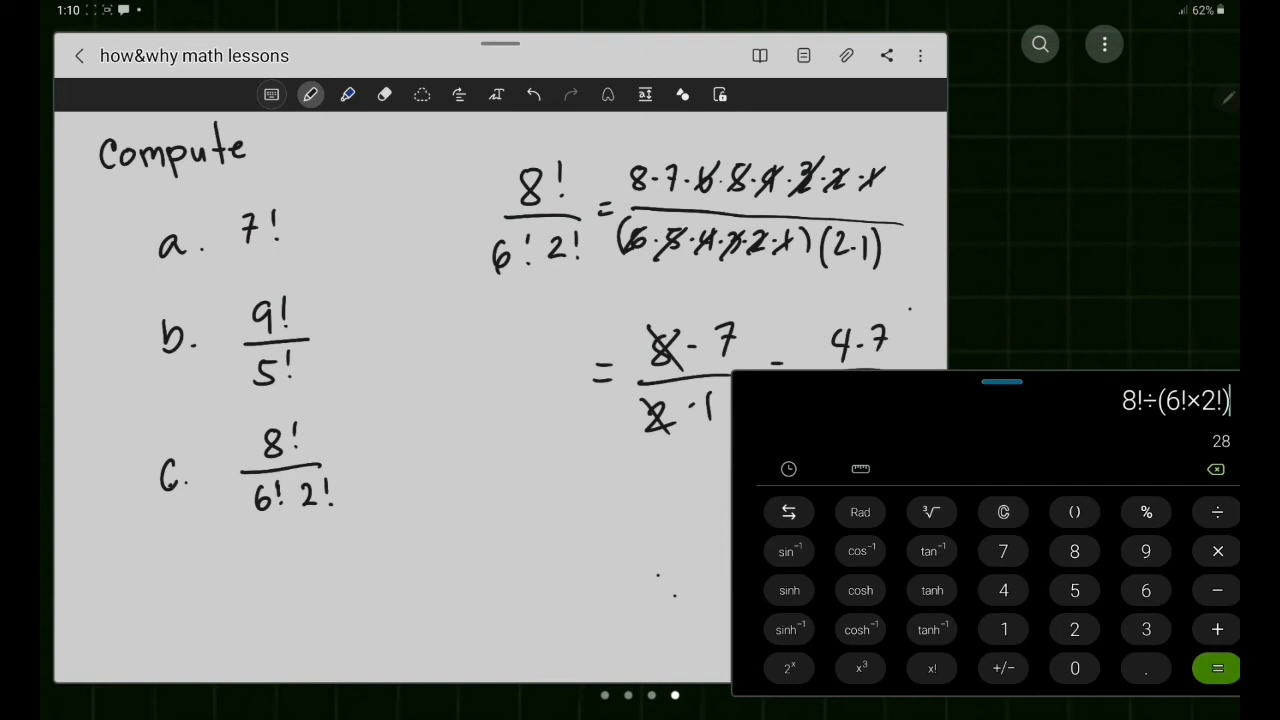 1:10
62%
how&why math lessons
Compute
a. 7!
b. 9!
5!
c. 8!
6! 2!
8! = 8·7·6·5·4·3·2·1
6! 2! (6·5·4·3·2·1)(2·1)
= 8·7 = 4·7
2·1
8!÷(6!×2!)
28
⇆ Rad ³√ C () % ÷
sin⁻¹ cos⁻¹ tan⁻¹ 7 8 9 ×
sinh cosh tanh 4 5 6 −
sinh⁻¹ cosh⁻¹ tanh⁻¹ 1 2 3 +
2ˣ x³ x! +/− 0 . =